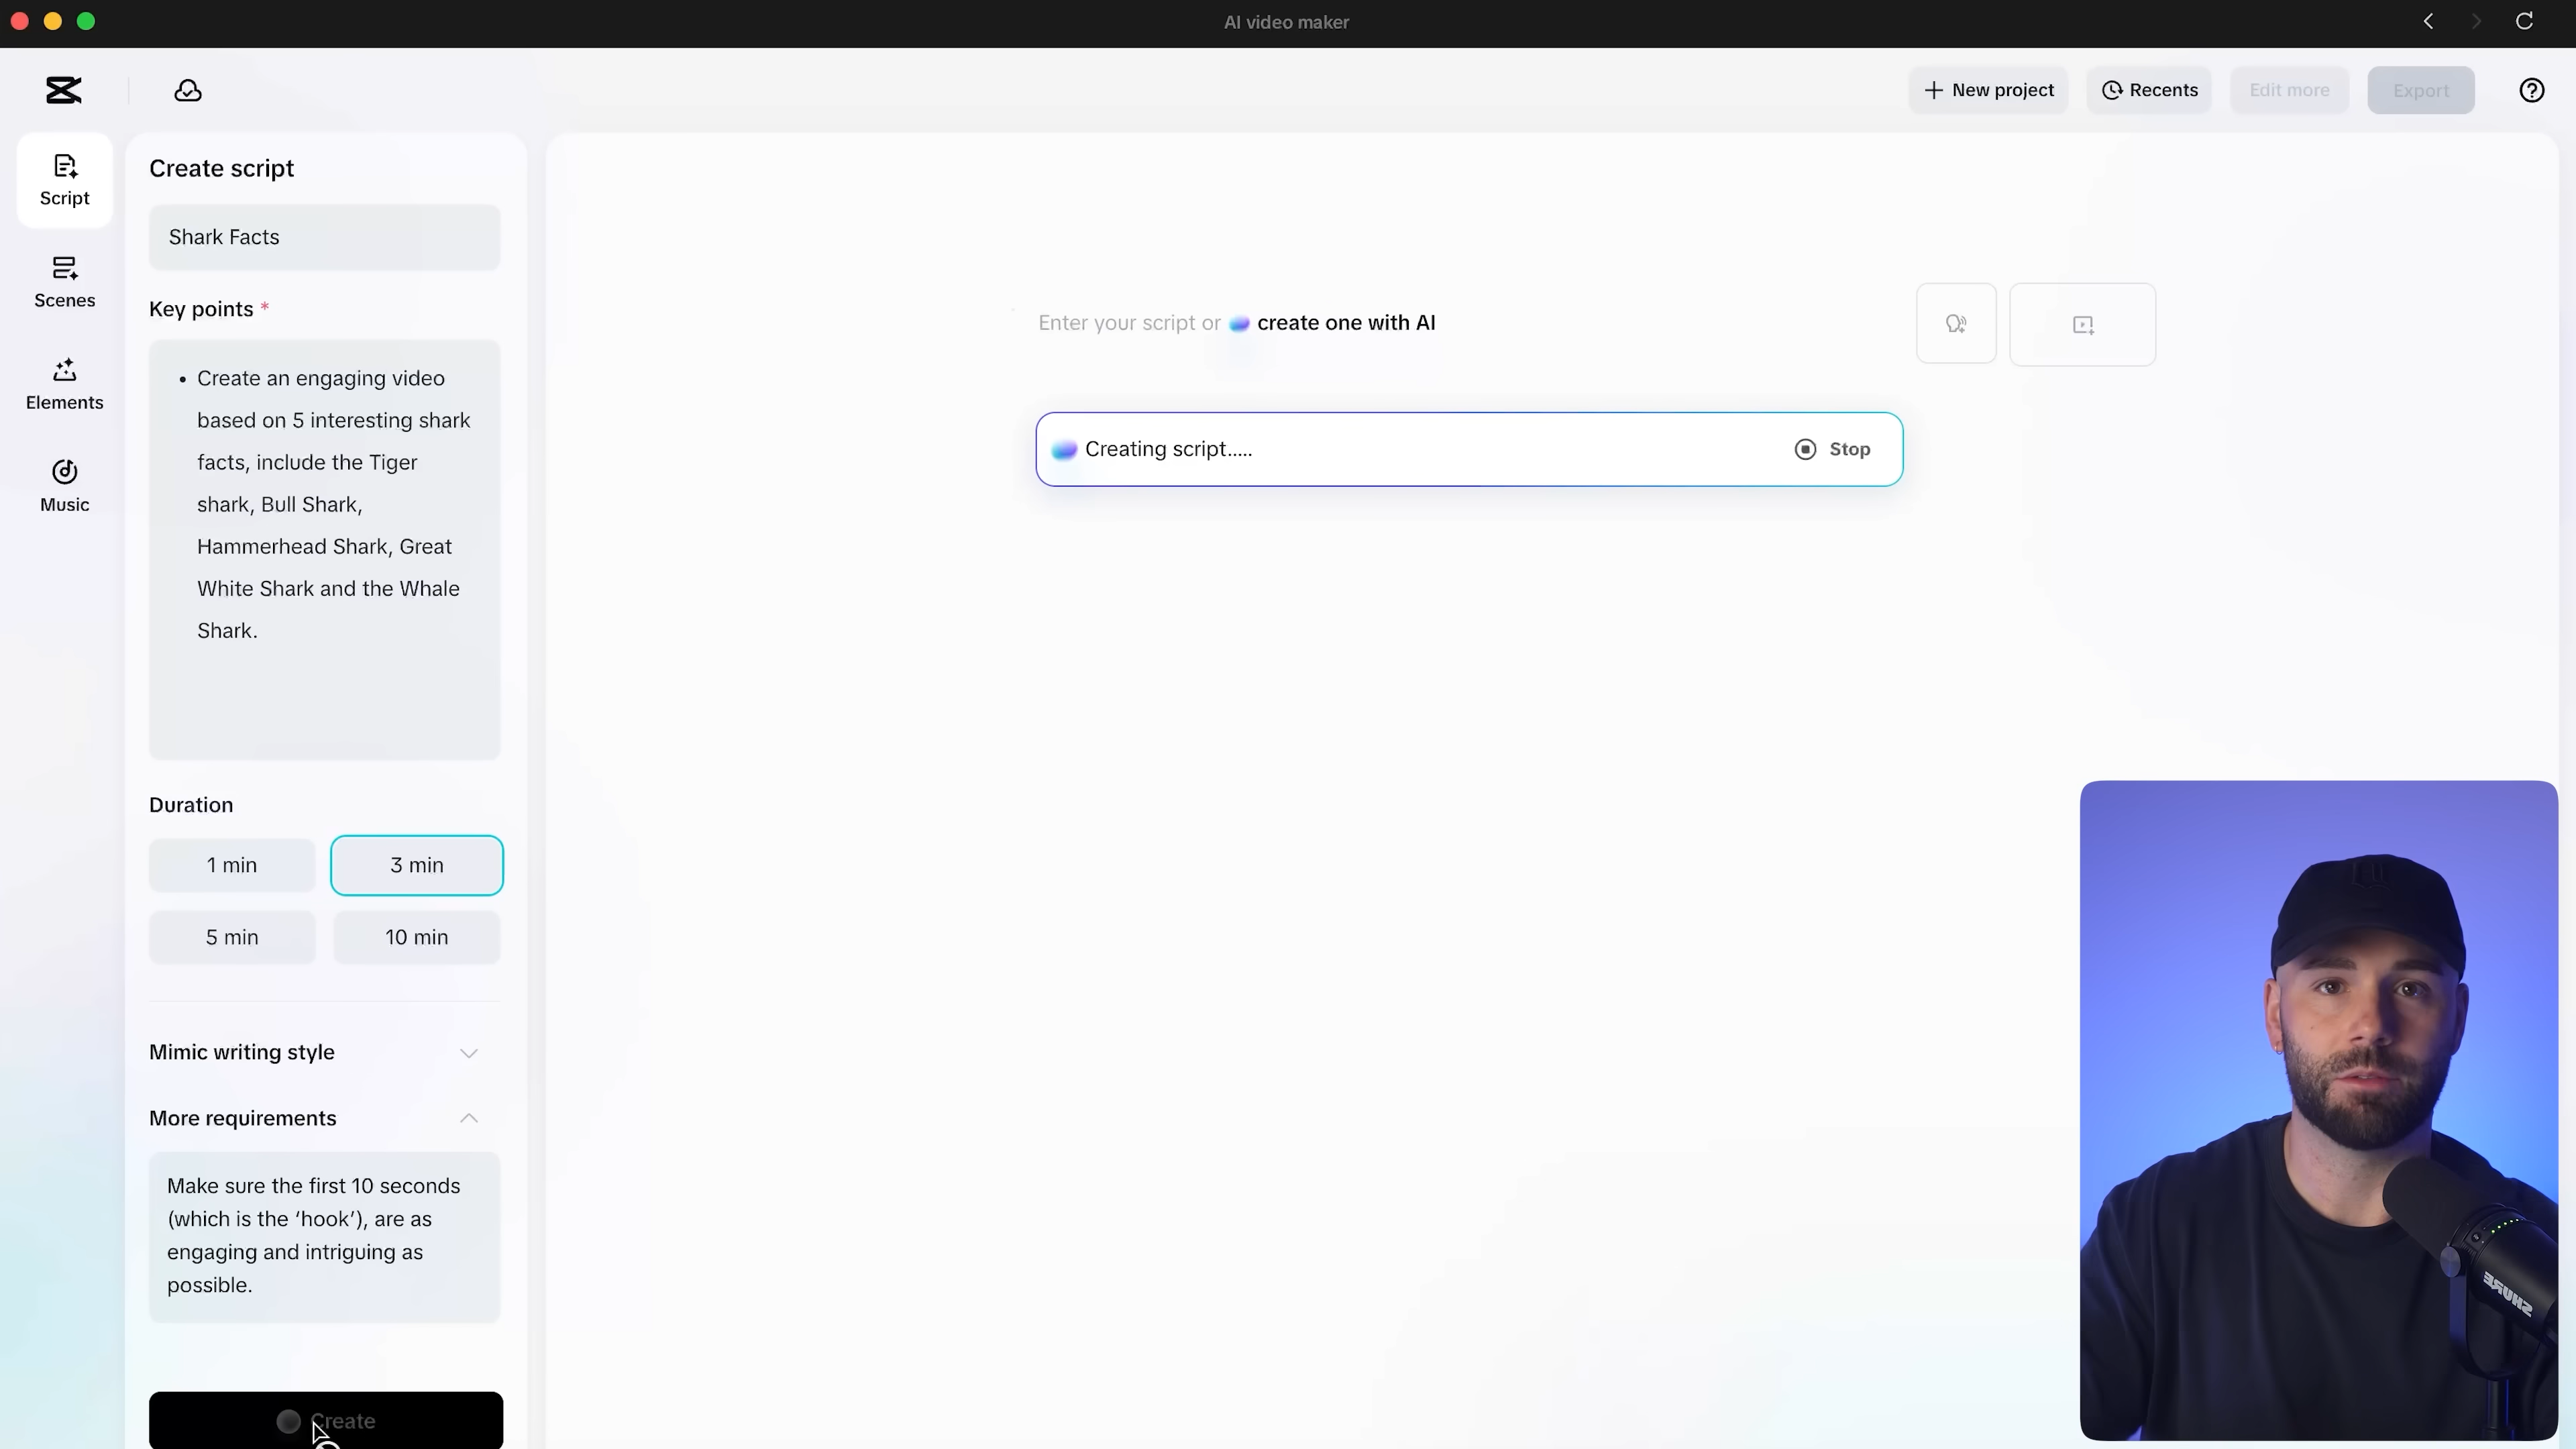 AI video maker
New project
Recents
Edit more
Export
Script
Scenes
Elements
Music
Create script
Shark Facts
Key points *
• Create an engaging video
based on 5 interesting shark
facts, include the Tiger
shark, Bull Shark,
Hammerhead Shark, Great
White Shark and the Whale
Shark.
Duration
1 min
3 min
5 min
10 min
Mimic writing style
More requirements
Make sure the first 10 seconds
(which is the ‘hook’), are as
engaging and intriguing as
possible.
Create
Enter your script or create one with AI
Creating script.....
Stop
SHURE